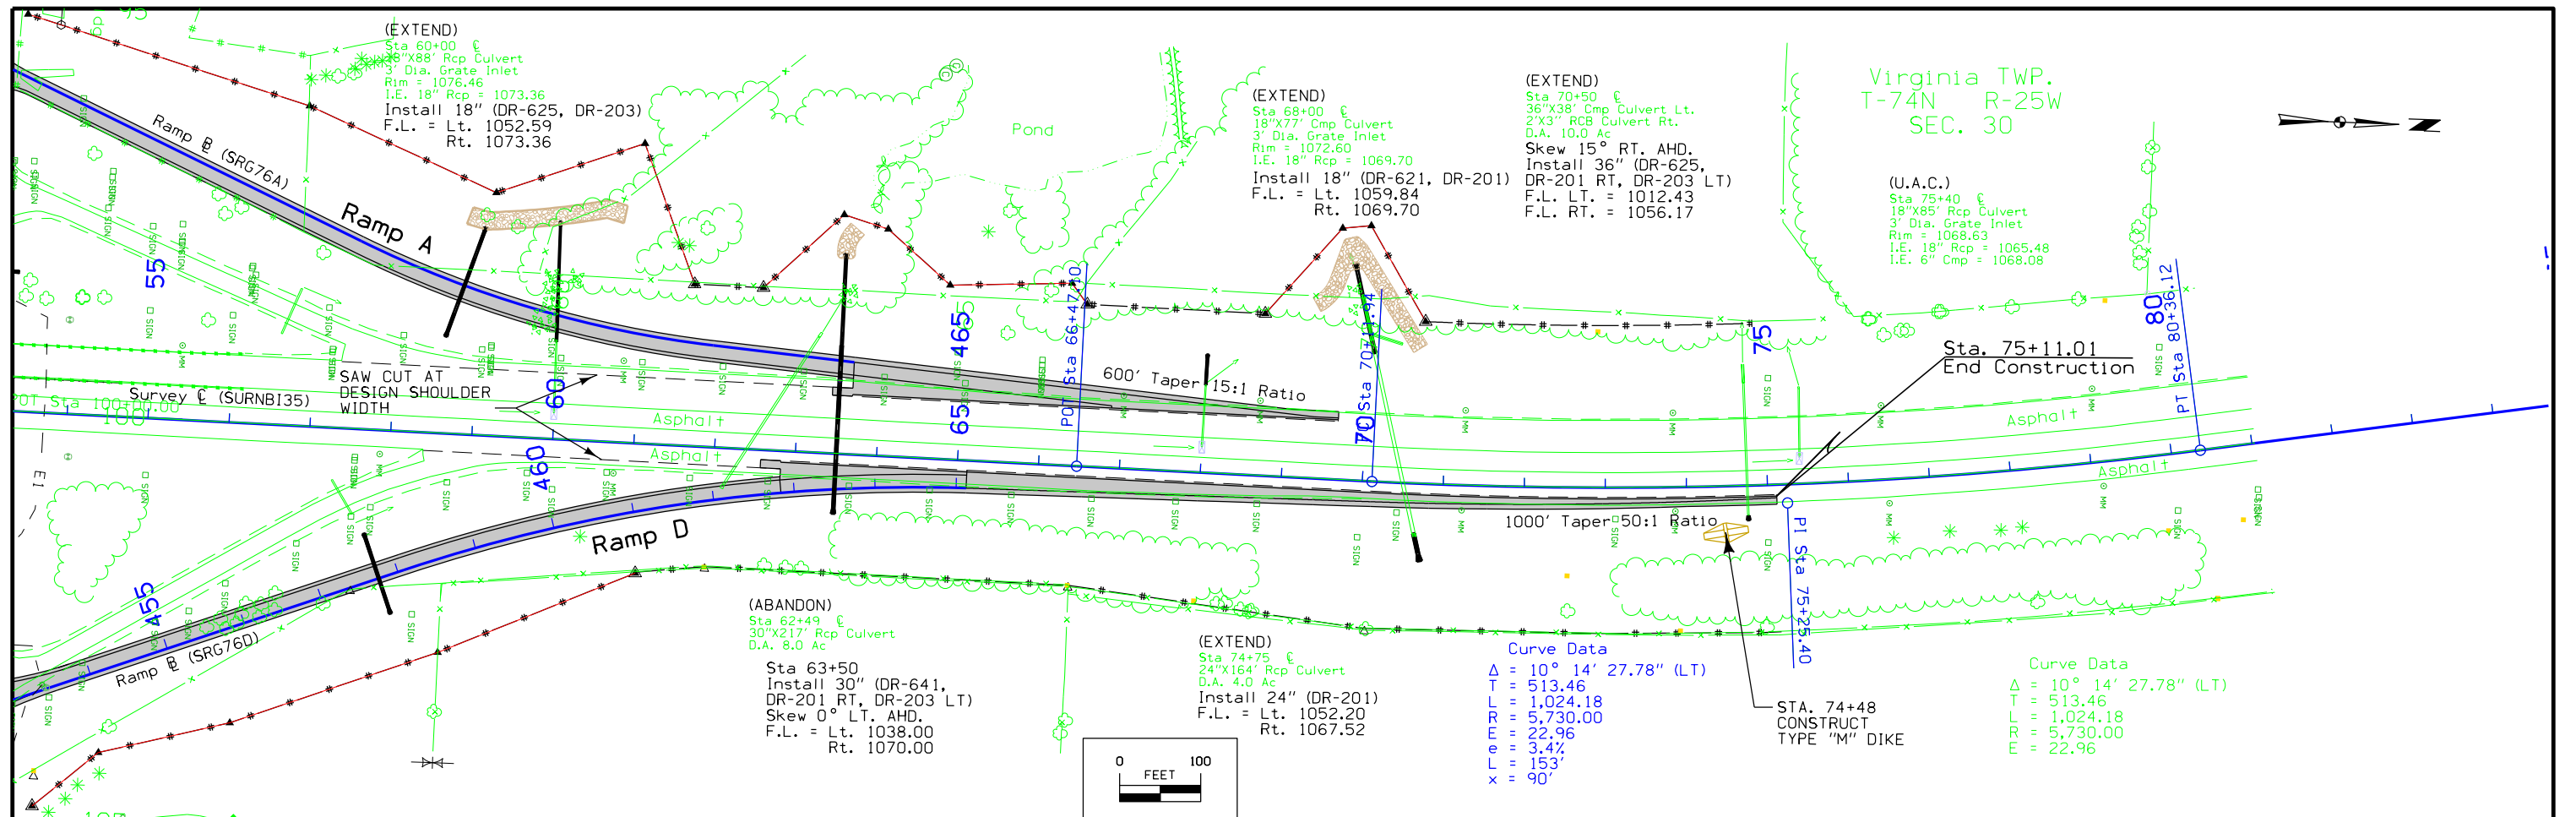 (EXTEND)
Sta 60+00 ℄
18"X88' Rcp Culvert
3' Dia. Grate Inlet
Rim = 1076.46
I.E. 18" Rcp = 1073.36
Install 18" (DR-625, DR-203)
F.L. = Lt. 1052.59
Rt. 1073.36
Ramp ℄ (SRG76A)
Ramp A
Pond
(EXTEND)
Sta 68+00 ℄
18"X77' Cmp Culvert
3' Dia. Grate Inlet
Rim = 1072.60
I.E. 18" Rcp = 1069.70
Install 18" (DR-621, DR-201)
F.L. = Lt. 1059.84
Rt. 1069.70
(EXTEND)
Sta 70+50 ℄
36"X38' Cmp Culvert Lt.
2'X3' RCB Culvert Rt.
D.A. 10.0 Ac
Skew 15° RT. AHD.
Install 36" (DR-625,
DR-201 RT, DR-203 LT)
F.L. LT. = 1012.43
F.L. RT. = 1056.17
Virginia TWP.
T-74N R-25W
SEC. 30
(U.A.C.)
Sta 75+40 ℄
18"X85' Rcp Culvert
3' Dia. Grate Inlet
Rim = 1068.63
I.E. 18" Rcp = 1065.48
I.E. 6" Cmp = 1068.08
55
60
65
465
POT Sta 66+47.10
70
75
80
PT Sta 80+36.12
Sta. 75+11.01
End Construction
SAW CUT AT
DESIGN SHOULDER
WIDTH
Survey ℄ (SURNBI35)
POT Sta 100+00.00
100
600' Taper 15:1 Ratio
Asphalt
Asphalt
Asphalt
Asphalt
460
455
Ramp D
Ramp ℄ (SRG76D)
1000' Taper 50:1 Ratio
PI Sta 75+25.40
SIGN
MM
(ABANDON)
Sta 62+49 ℄
30"X217' Rcp Culvert
D.A. 8.0 Ac
Sta 63+50
Install 30" (DR-641,
DR-201 RT, DR-203 LT)
Skew 0° LT. AHD.
F.L. = Lt. 1038.00
Rt. 1070.00
(EXTEND)
Sta 74+75 ℄
24"X164' Rcp Culvert
D.A. 4.0 Ac
Install 24" (DR-201)
F.L. = Lt. 1052.20
Rt. 1067.52
Curve Data
Δ = 10° 14' 27.78" (LT)
T = 513.46
L = 1,024.18
R = 5,730.00
E = 22.96
e = 3.4%
L = 153'
x = 90'
STA. 74+48
CONSTRUCT
TYPE "M" DIKE
Curve Data
Δ = 10° 14' 27.78" (LT)
T = 513.46
L = 1,024.18
R = 5,730.00
E = 22.96
0 100
FEET